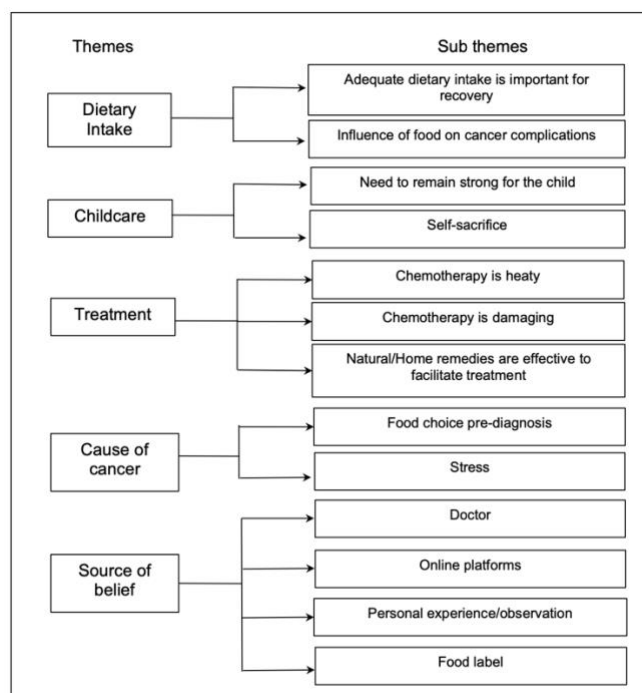 Themes
Sub themes
Dietary
Intake
Adequate dietary intake is important for
recovery
Influence of food on cancer complications
Childcare
Need to remain strong for the child
Self-sacrifice
Treatment
Chemotherapy is heaty
Chemotherapy is damaging
Natural/Home remedies are effective to
facilitate treatment
Cause of
cancer
Food choice pre-diagnosis
Stress
Source of
belief
Doctor
Online platforms
Personal experience/observation
Food label